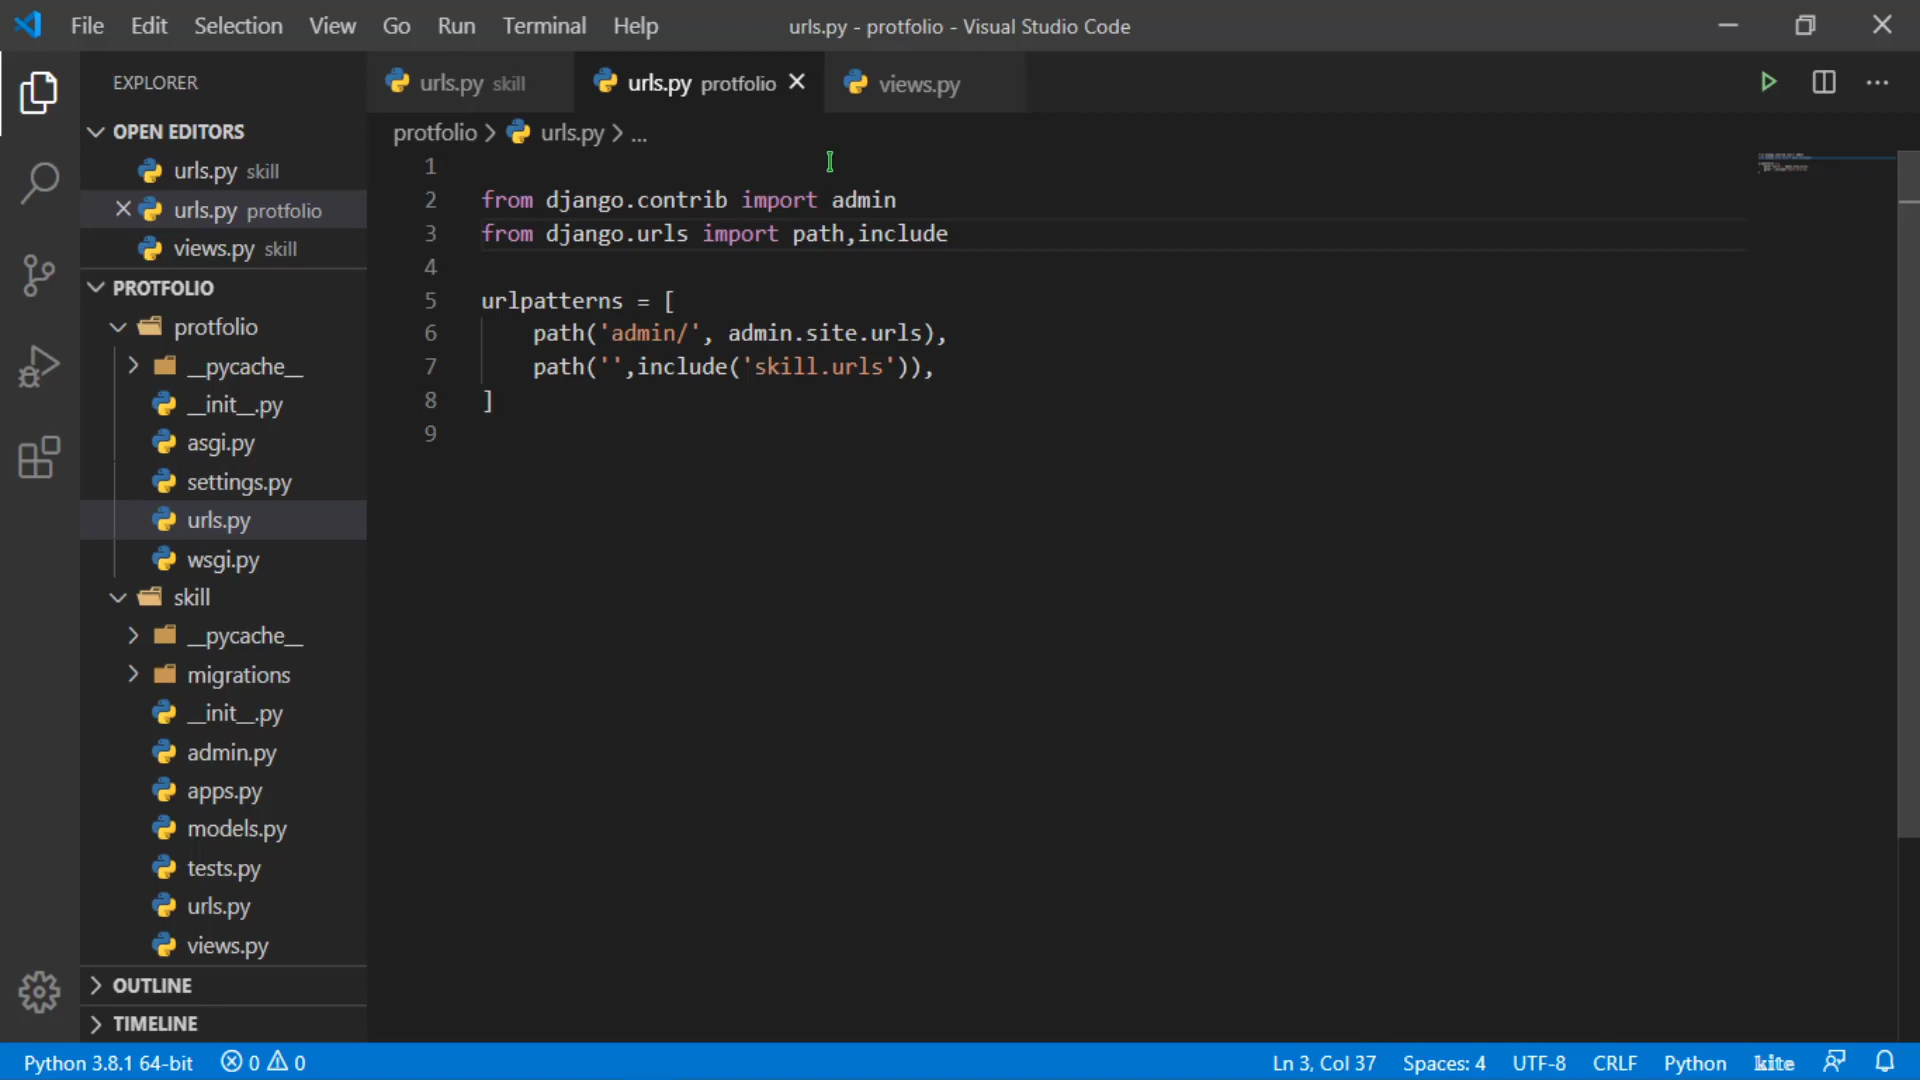 File Edit Selection View Go Run Terminal Help
urls.py - protfolio - Visual Studio Code
EXPLORER
OPEN EDITORS
urls.py skill
urls.py protfolio
views.py skill
PROTFOLIO
protfolio
__pycache__
__init__.py
asgi.py
settings.py
urls.py
wsgi.py
skill
__pycache__
migrations
__init__.py
admin.py
apps.py
models.py
tests.py
urls.py
views.py
OUTLINE
TIMELINE
urls.py skill
urls.py protfolio
views.py
protfolio > urls.py > ...
1
2 from django.contrib import admin
3 from django.urls import path,include
4
5 urlpatterns = [
6     path('admin/', admin.site.urls),
7     path('',include('skill.urls')),
8 ]
9
Python 3.8.1 64-bit 0 0
Ln 3, Col 37 Spaces: 4 UTF-8 CRLF Python kite